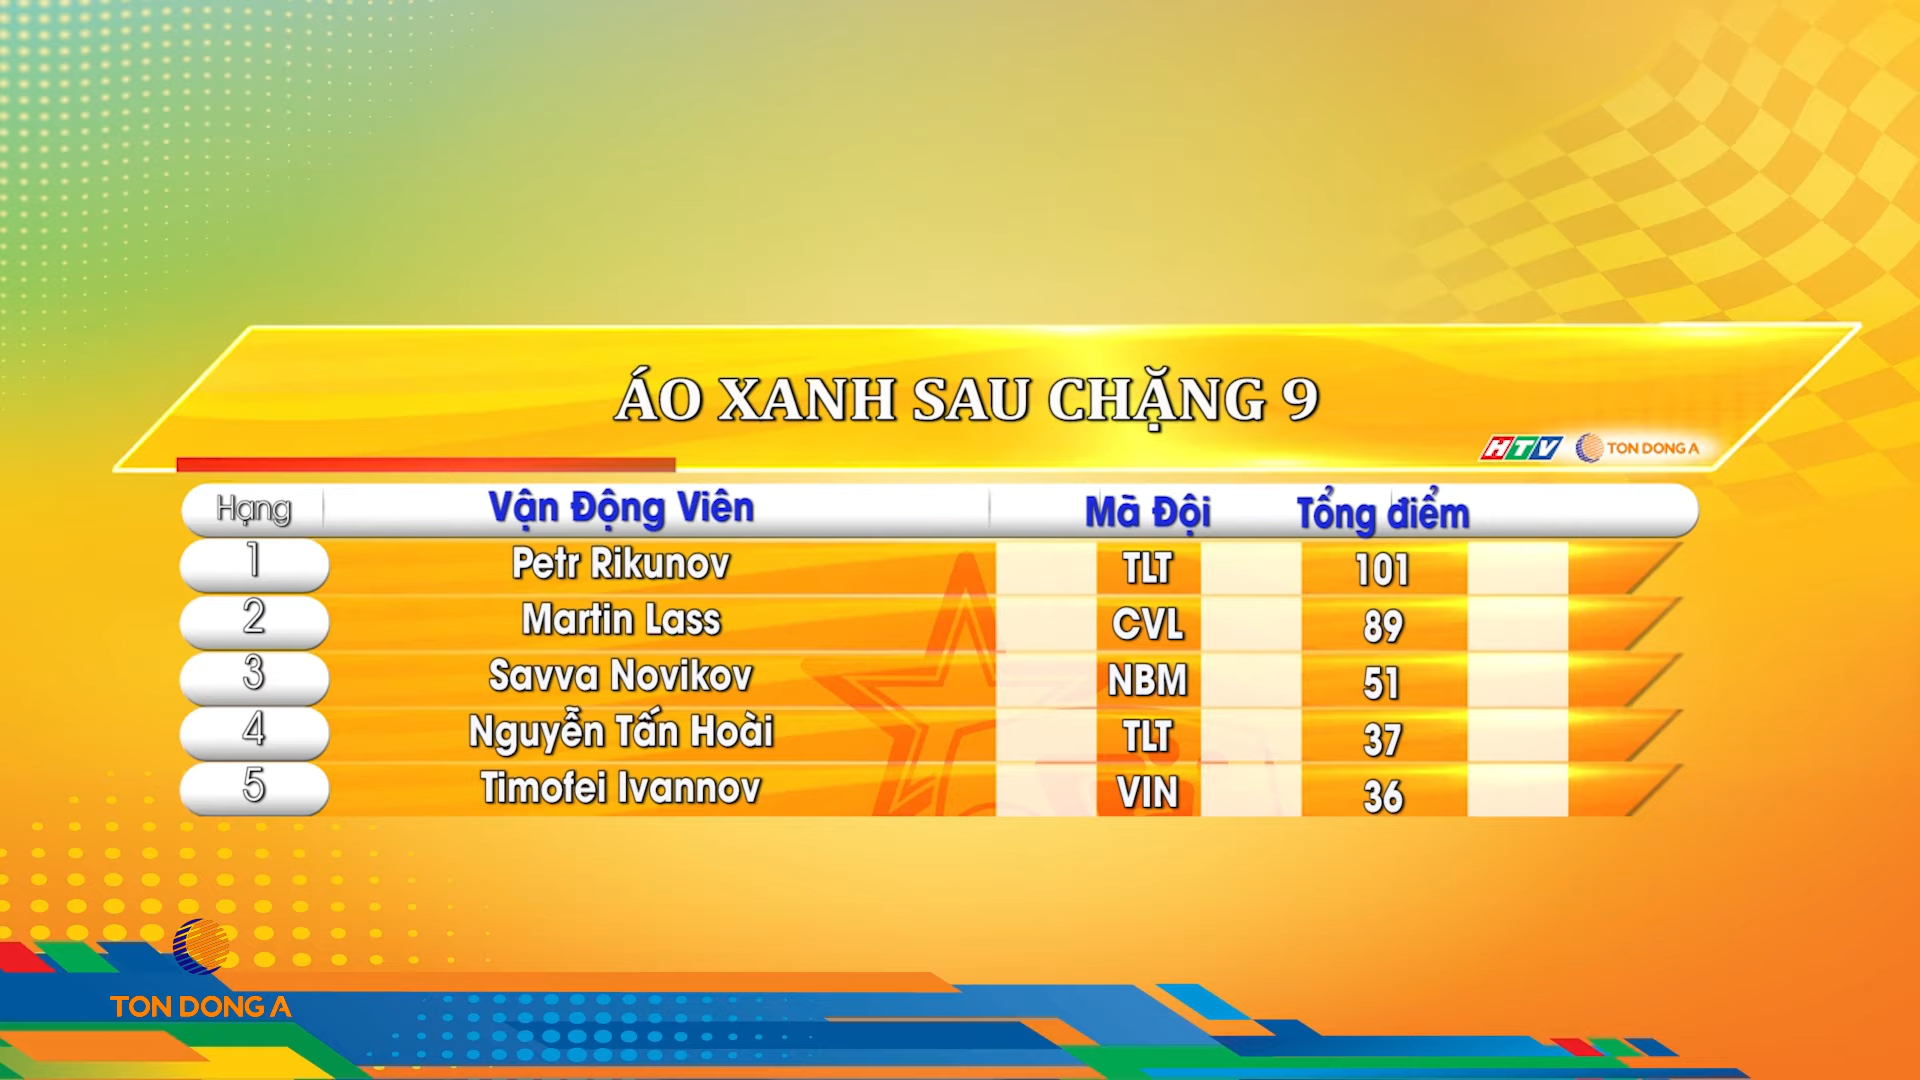 ÁO XANH SAU CHẶNG 9
HTV TON DONG A
Hạng Vận Động Viên Mã Đội Tổng điểm
1 Petr Rikunov TLT 101
2 Martin Lass CVL 89
3 Savva Novikov NBM 51
4 Nguyễn Tấn Hoài TLT 37
5 Timofei Ivannov VIN 36
TON DONG A